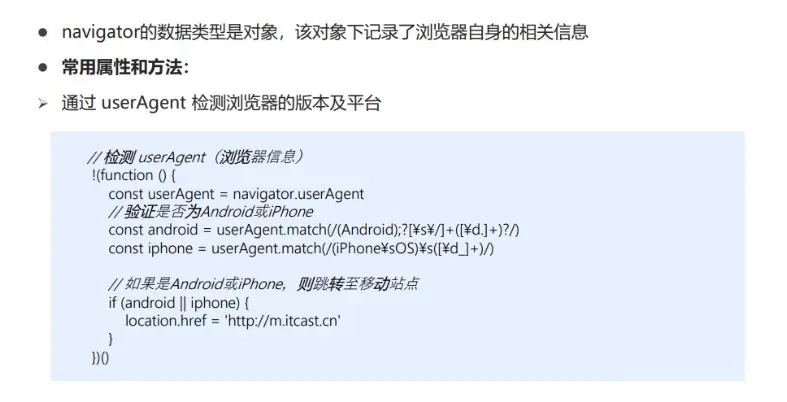 navigator的数据类型是对象，该对象下记录了浏览器自身的相关信息
常用属性和方法：
通过 userAgent 检测浏览器的版本及平台
// 检测 userAgent（浏览器信息）
!(function () {
const userAgent = navigator.userAgent
// 验证是否为Android或iPhone
const android = userAgent.match(/(Android);?[¥s¥/]+([¥d.]+)?/)
const iphone = userAgent.match(/(iPhone¥sOS)¥s([¥d_]+)/)
// 如果是Android或iPhone，则跳转至移动站点
if (android || iphone) {
location.href = 'http://m.itcast.cn'
}
})()